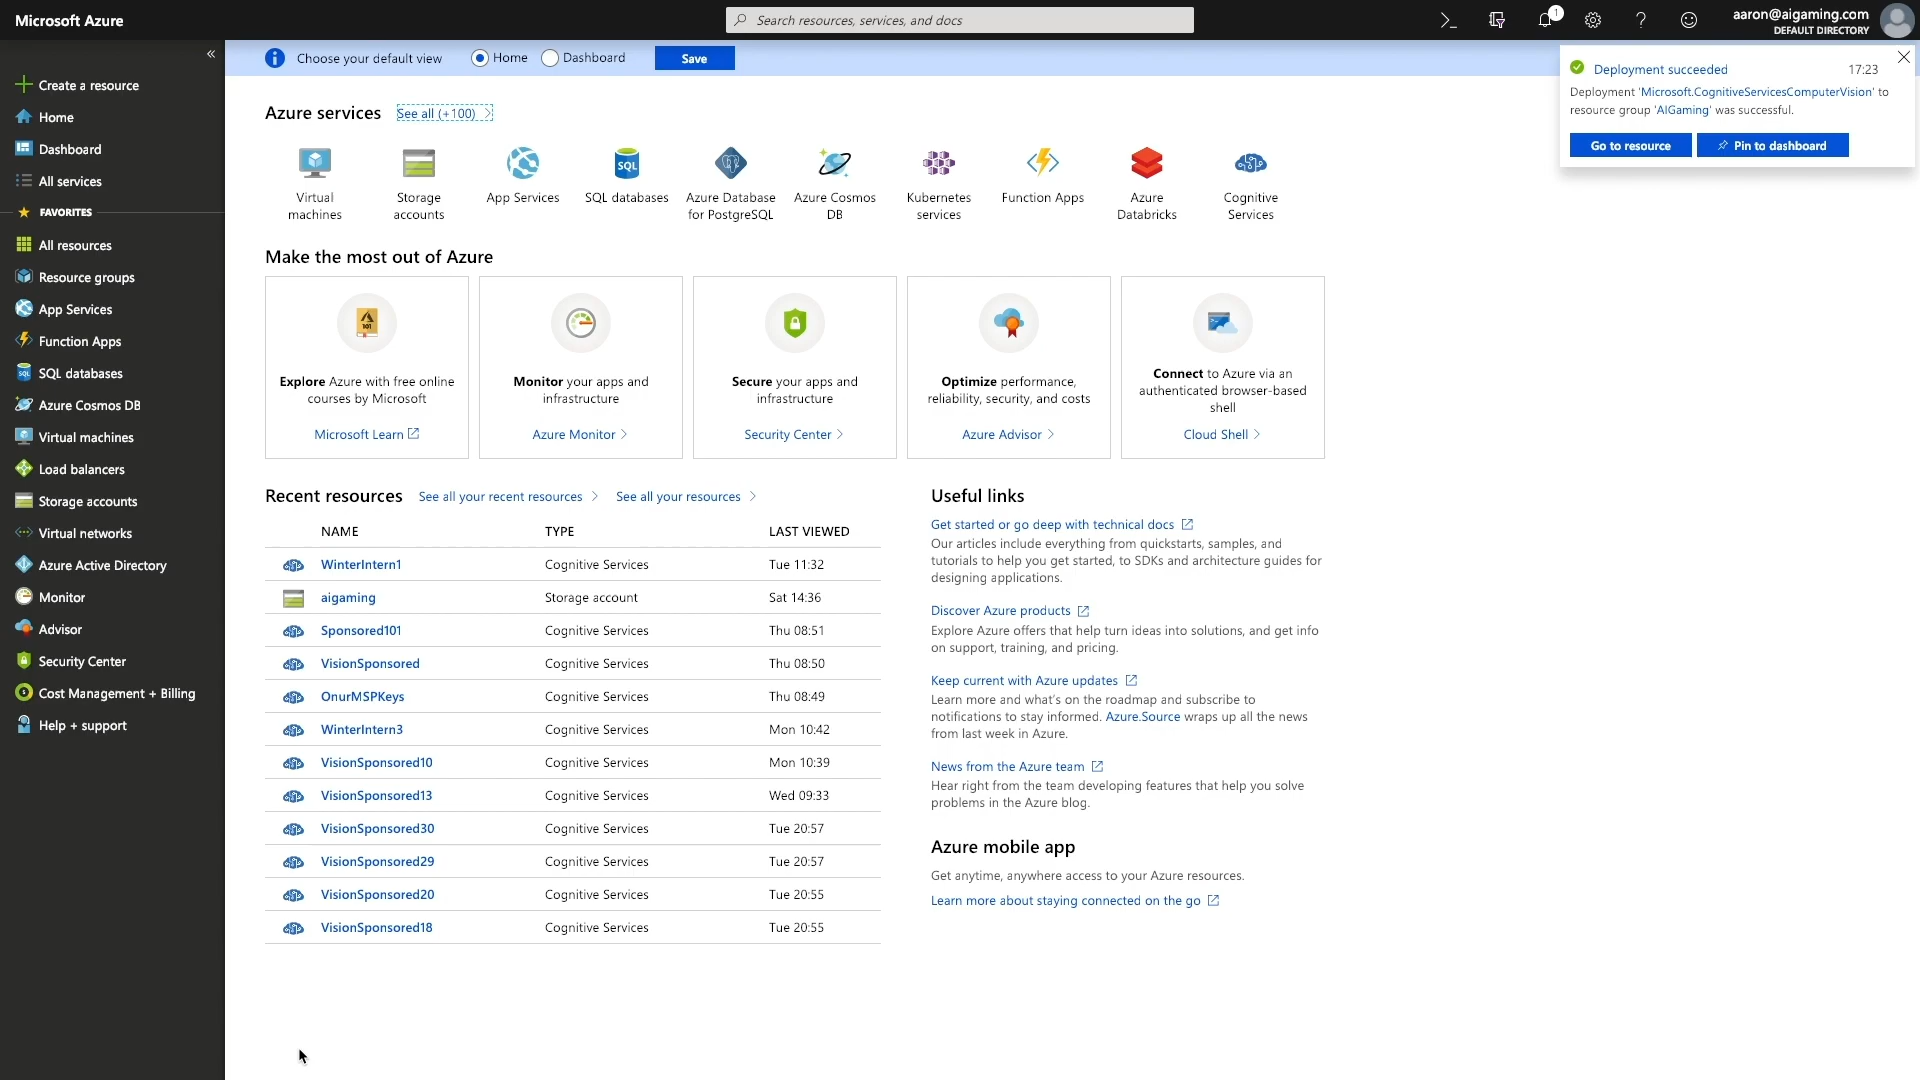 Microsoft Azure
Search resources, services, and docs
1
aaron@aigaming.com
DEFAULT DIRECTORY
Create a resource
Home
Dashboard
All services
FAVORITES
All resources
Resource groups
App Services
Function Apps
SQL databases
Azure Cosmos DB
Virtual machines
Load balancers
Storage accounts
Virtual networks
Azure Active Directory
Monitor
Advisor
Security Center
Cost Management + Billing
Help + support
Choose your default view
Home
Dashboard
Save
Deployment succeeded
17:23
Deployment 'Microsoft.CognitiveServicesComputerVision' to
resource group 'AIGaming' was successful.
Go to resource
Pin to dashboard
Azure services
See all (+100)
Virtual
machines
Storage
accounts
App Services
SQL
SQL databases
Azure Database
for PostgreSQL
Azure Cosmos
DB
Kubernetes
services
Function Apps
Azure
Databricks
Cognitive
Services
Make the most out of Azure
101
Explore Azure with free online
courses by Microsoft
Microsoft Learn
Monitor your apps and
infrastructure
Azure Monitor
Secure your apps and
infrastructure
Security Center
Optimize performance,
reliability, security, and costs
Azure Advisor
Connect to Azure via an
authenticated browser-based
shell
Cloud Shell
Recent resources
See all your recent resources
See all your resources
NAME TYPE LAST VIEWED
WinterIntern1 Cognitive Services Tue 11:32
aigaming Storage account Sat 14:36
Sponsored101 Cognitive Services Thu 08:51
VisionSponsored Cognitive Services Thu 08:50
OnurMSPKeys Cognitive Services Thu 08:49
WinterIntern3 Cognitive Services Mon 10:42
VisionSponsored10 Cognitive Services Mon 10:39
VisionSponsored13 Cognitive Services Wed 09:33
VisionSponsored30 Cognitive Services Tue 20:57
VisionSponsored29 Cognitive Services Tue 20:57
VisionSponsored20 Cognitive Services Tue 20:55
VisionSponsored18 Cognitive Services Tue 20:55
Useful links
Get started or go deep with technical docs
Our articles include everything from quickstarts, samples, and
tutorials to help you get started, to SDKs and architecture guides for
designing applications.
Discover Azure products
Explore Azure offers that help turn ideas into solutions, and get info
on support, training, and pricing.
Keep current with Azure updates
Learn more and what's on the roadmap and subscribe to
notifications to stay informed. Azure.Source wraps up all the news
from last week in Azure.
News from the Azure team
Hear right from the team developing features that help you solve
problems in the Azure blog.
Azure mobile app
Get anytime, anywhere access to your Azure resources.
Learn more about staying connected on the go